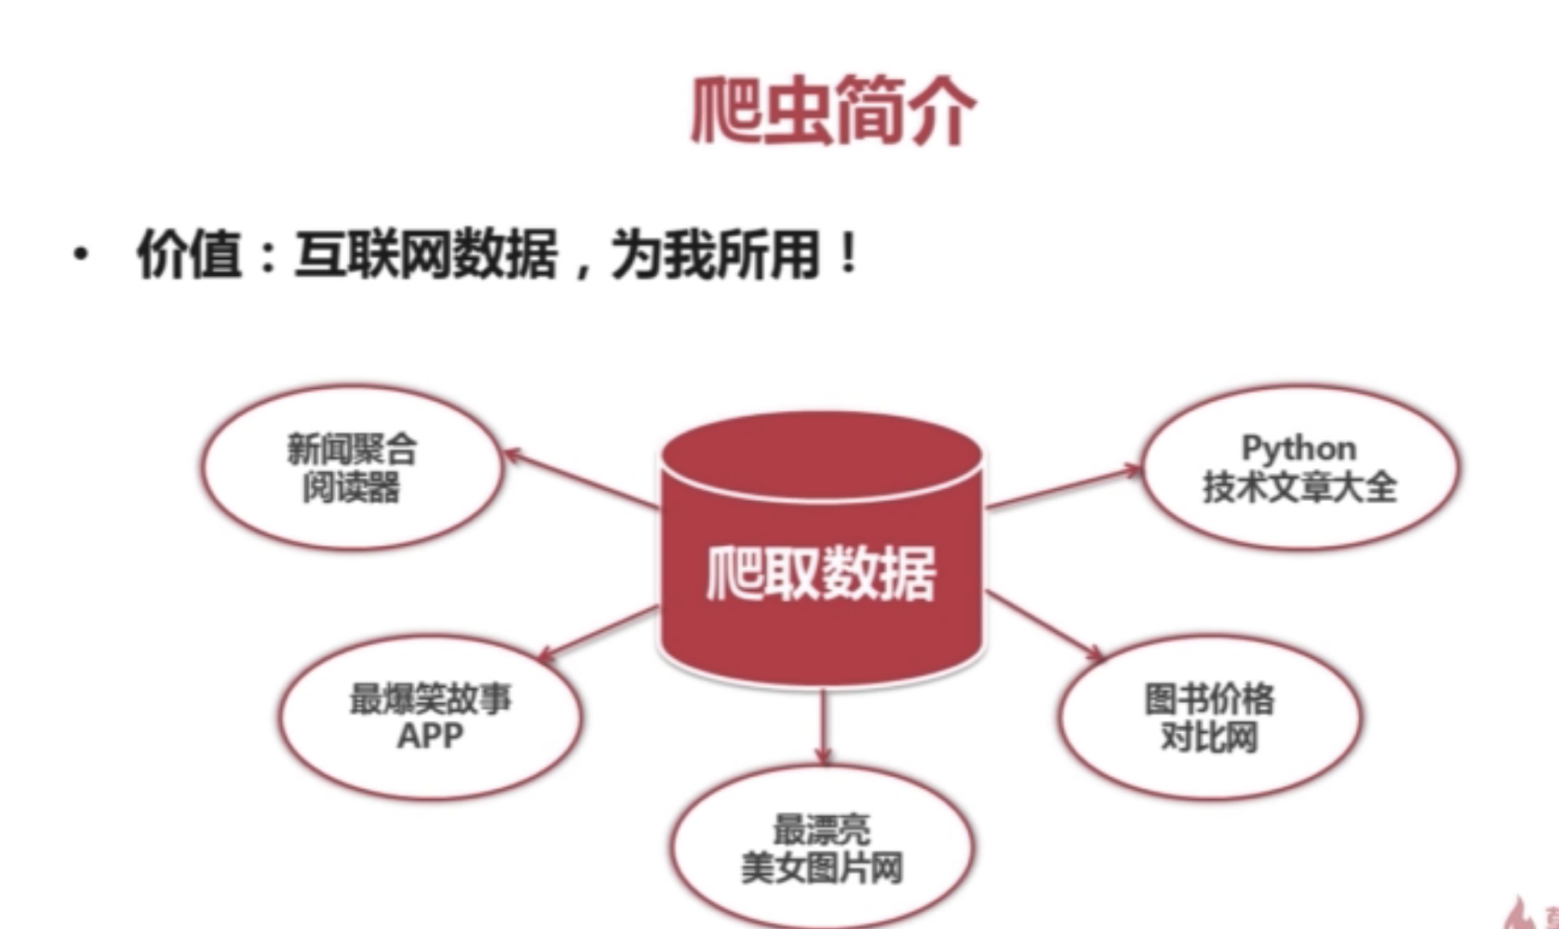 爬虫简介
• 价值：互联网数据，为我所用！
新闻聚合
阅读器
Python
技术文章大全
爬取数据
最爆笑故事
APP
图书价格
对比网
最漂亮
美女图片网